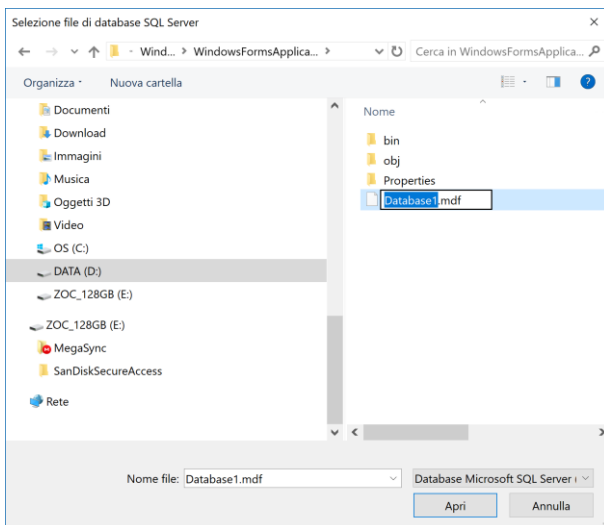 Selezione file di database SQL Server
Wind... > WindowsFormsApplica... >
Cerca in WindowsFormsApplica...
Organizza
Nuova cartella
Documenti
Download
Immagini
Musica
Oggetti 3D
Video
OS (C:)
DATA (D:)
ZOC_128GB (E:)
ZOC_128GB (E:)
MegaSync
SanDiskSecureAccess
Rete
Nome
bin
obj
Properties
Database1.mdf
Nome file: Database1.mdf
Database Microsoft SQL Server (
Apri
Annulla